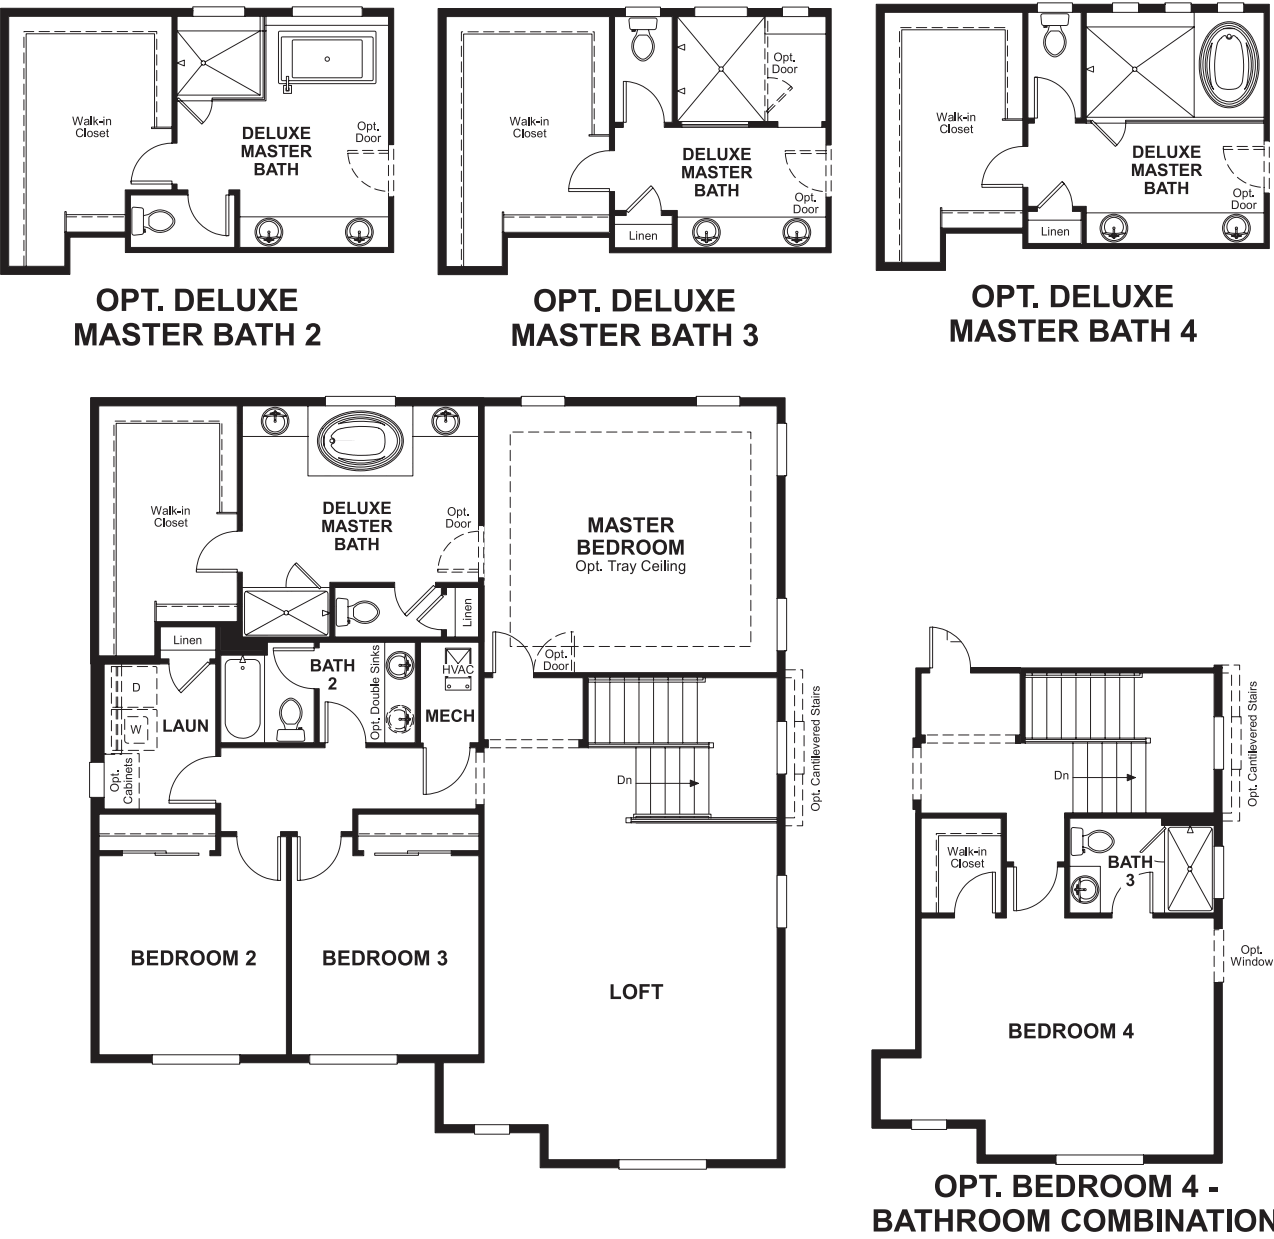 Walk-in
Closet
DELUXE
MASTER
BATH
Opt.
Door
OPT. DELUXE
MASTER BATH 2
Walk-in
Closet
Opt.
Door
DELUXE
MASTER
BATH
Opt.
Door
Linen
OPT. DELUXE
MASTER BATH 3
Walk-in
Closet
DELUXE
MASTER
BATH
Opt.
Door
Linen
OPT. DELUXE
MASTER BATH 4
Walk-in
Closet
DELUXE
MASTER
BATH
Opt.
Door
MASTER
BEDROOM
Opt. Tray Ceiling
Linen
Linen
Opt.
Door
BATH
2
Opt. Double Sinks
HVAC
MECH
D
W
LAUN
Opt.
Cabinets
Dn
Opt. Cantilevered Stairs
BEDROOM 2
BEDROOM 3
LOFT
Dn
Opt. Cantilevered Stairs
Walk-in
Closet
BATH
3
Opt.
Window
BEDROOM 4
OPT. BEDROOM 4 -
BATHROOM COMBINATION